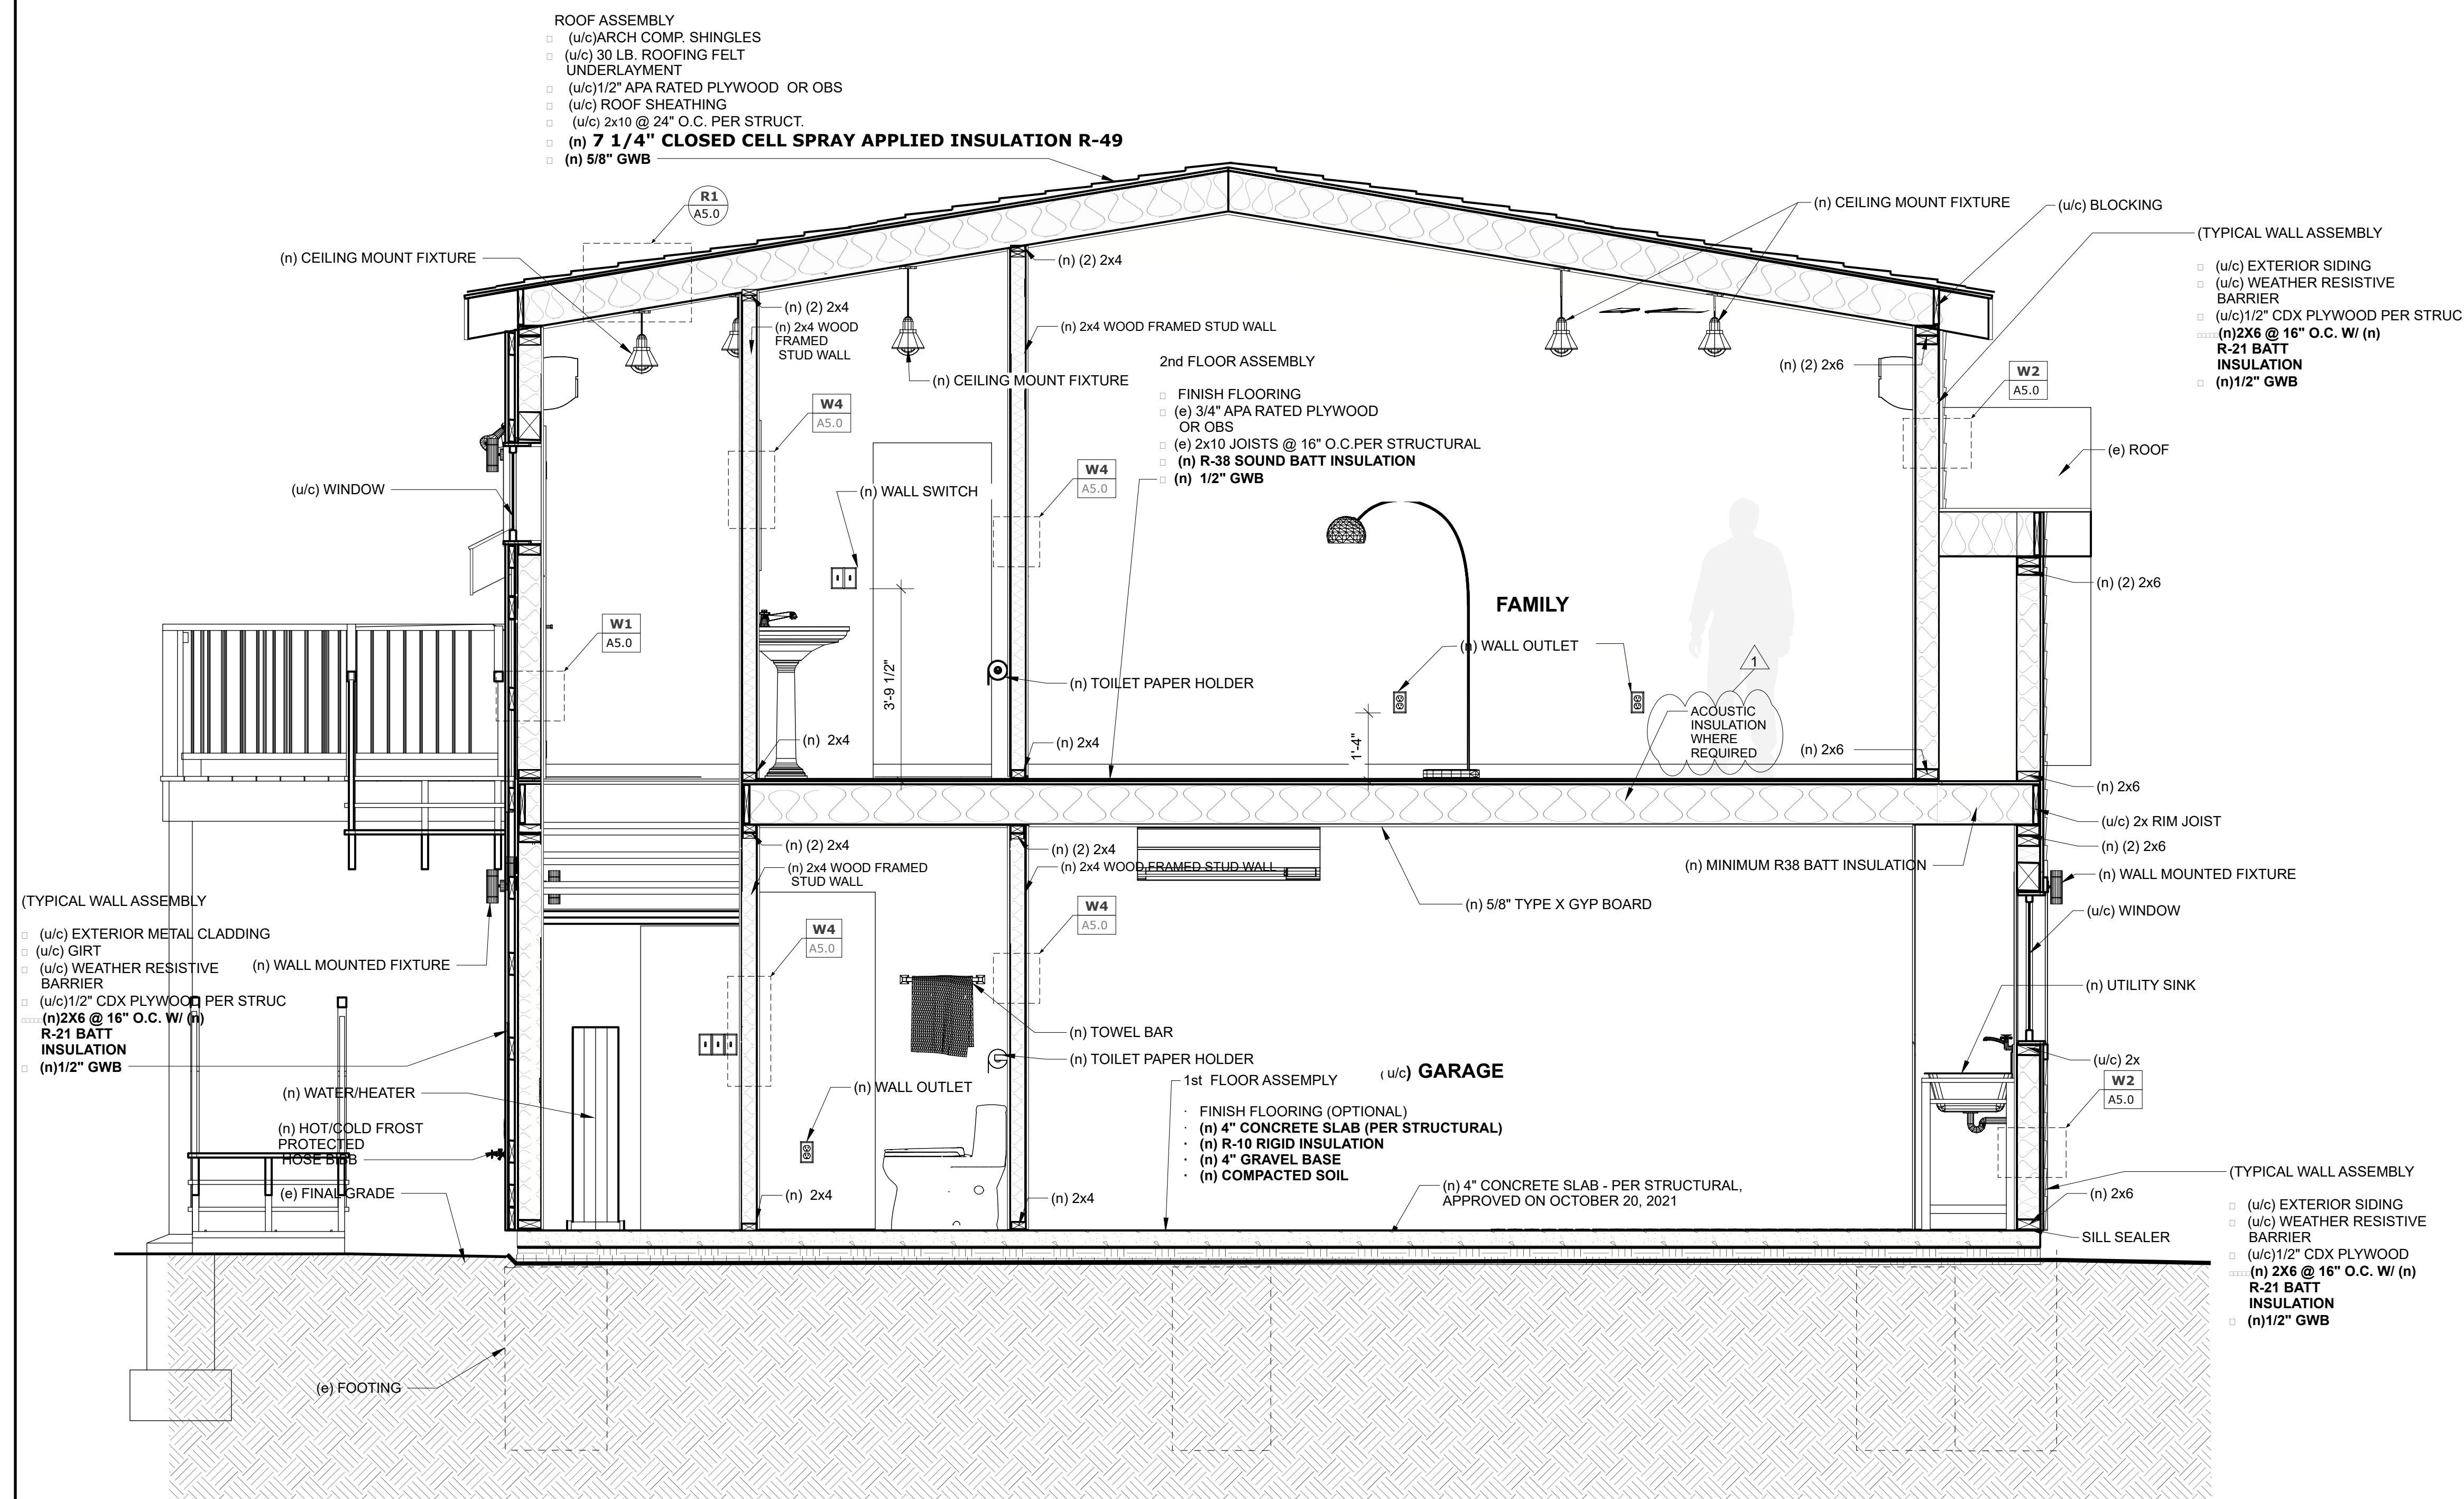 ROOF ASSEMBLY
(u/c)ARCH COMP. SHINGLES
(u/c) 30 LB. ROOFING FELT
UNDERLAYMENT
(u/c)1/2" APA RATED PLYWOOD OR OBS
(u/c) ROOF SHEATHING
(u/c) 2x10 @ 24" O.C. PER STRUCT.
(n) 7 1/4" CLOSED CELL SPRAY APPLIED INSULATION R-49
(n) 5/8" GWB
R1
A5.0
(n) CEILING MOUNT FIXTURE
(n) CEILING MOUNT FIXTURE
(u/c) BLOCKING
(TYPICAL WALL ASSEMBLY
(u/c) EXTERIOR SIDING
(u/c) WEATHER RESISTIVE
BARRIER
(u/c)1/2" CDX PLYWOOD PER STRUC
(n)2X6 @ 16" O.C. W/ (n)
R-21 BATT
INSULATION
(n)1/2" GWB
(n) (2) 2x4
(n) (2) 2x4
(n) 2x4 WOOD
FRAMED
STUD WALL
(n) 2x4 WOOD FRAMED STUD WALL
(n) CEILING MOUNT FIXTURE
(n) (2) 2x6
W2
A5.0
2nd FLOOR ASSEMBLY
FINISH FLOORING
(e) 3/4" APA RATED PLYWOOD
OR OBS
(e) 2x10 JOISTS @ 16" O.C.PER STRUCTURAL
(n) R-38 SOUND BATT INSULATION
(n) 1/2" GWB
W4
A5.0
W4
A5.0
(e) ROOF
(u/c) WINDOW
(n) WALL SWITCH
(n) (2) 2x6
FAMILY
W1
A5.0
(n) WALL OUTLET
1
3'-9 1/2"
(n) TOILET PAPER HOLDER
ACOUSTIC
INSULATION
WHERE
REQUIRED
1'-4"
(n) 2x4
(n) 2x4
(n) 2x6
(n) 2x6
(u/c) 2x RIM JOIST
(n) (2) 2x4
(n) (2) 2x4
(n) (2) 2x6
(n) 2x4 WOOD FRAMED
STUD WALL
(n) 2x4 WOOD FRAMED STUD WALL
(n) MINIMUM R38 BATT INSULATION
(n) WALL MOUNTED FIXTURE
(n) 5/8" TYPE X GYP BOARD
(u/c) WINDOW
(TYPICAL WALL ASSEMBLY
(u/c) EXTERIOR METAL CLADDING
(u/c) GIRT
(u/c) WEATHER RESISTIVE
BARRIER
(u/c)1/2" CDX PLYWOOD PER STRUC
(n)2X6 @ 16" O.C. W/ (n)
R-21 BATT
INSULATION
(n)1/2" GWB
(n) WALL MOUNTED FIXTURE
W4
A5.0
W4
A5.0
(n) UTILITY SINK
(n) TOWEL BAR
(n) TOILET PAPER HOLDER
(u/c) 2x
W2
A5.0
(u/c) GARAGE
(n) WATER/HEATER
(n) WALL OUTLET
1st FLOOR ASSEMPLY
· FINISH FLOORING (OPTIONAL)
· (n) 4" CONCRETE SLAB (PER STRUCTURAL)
· (n) R-10 RIGID INSULATION
· (n) 4" GRAVEL BASE
· (n) COMPACTED SOIL
(n) HOT/COLD FROST
PROTECTED
HOSE BIBB
(e) FINAL GRADE
(n) 2x4
(n) 2x4
(n) 4" CONCRETE SLAB - PER STRUCTURAL,
APPROVED ON OCTOBER 20, 2021
(TYPICAL WALL ASSEMBLY
(n) 2x6
SILL SEALER
(u/c) EXTERIOR SIDING
(u/c) WEATHER RESISTIVE
BARRIER
(u/c)1/2" CDX PLYWOOD
(n) 2X6 @ 16" O.C. W/ (n)
R-21 BATT
INSULATION
(n)1/2" GWB
(e) FOOTING